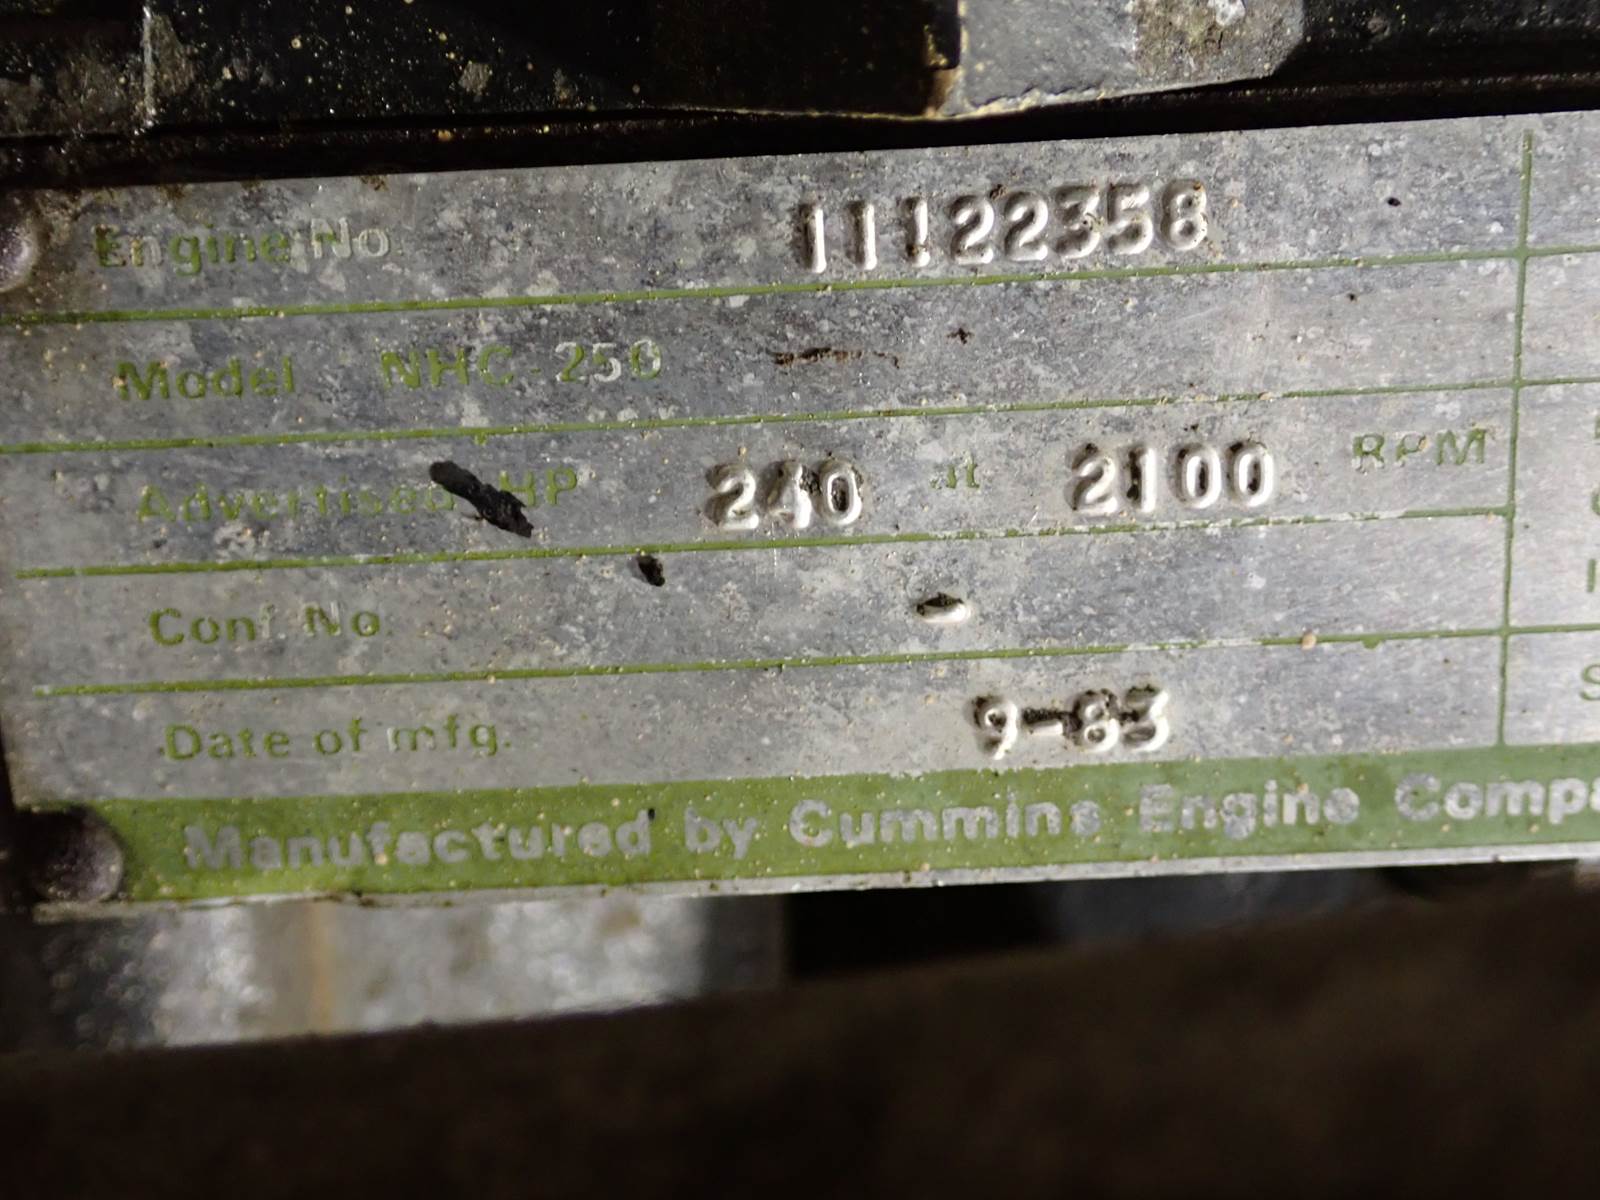 Engine No. 11122358
Model NHC-250
Advertised HP 240 at 2100 RPM
Conf. No. -
Date of mfg. 9-83
Manufactured by Cummins Engine